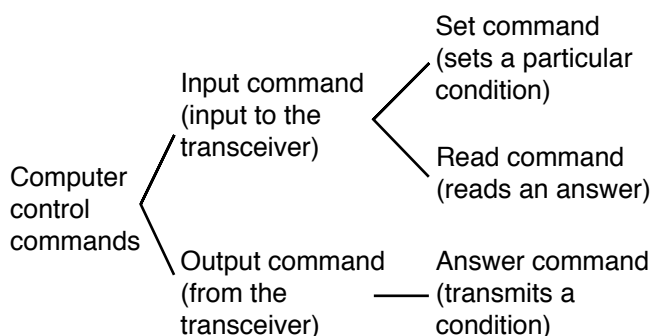 Computer
control
commands
Input command
(input to the
transceiver)
Set command
(sets a particular
condition)
Read command
(reads an answer)
Output command
(from the
transceiver)
Answer command
(transmits a
condition)